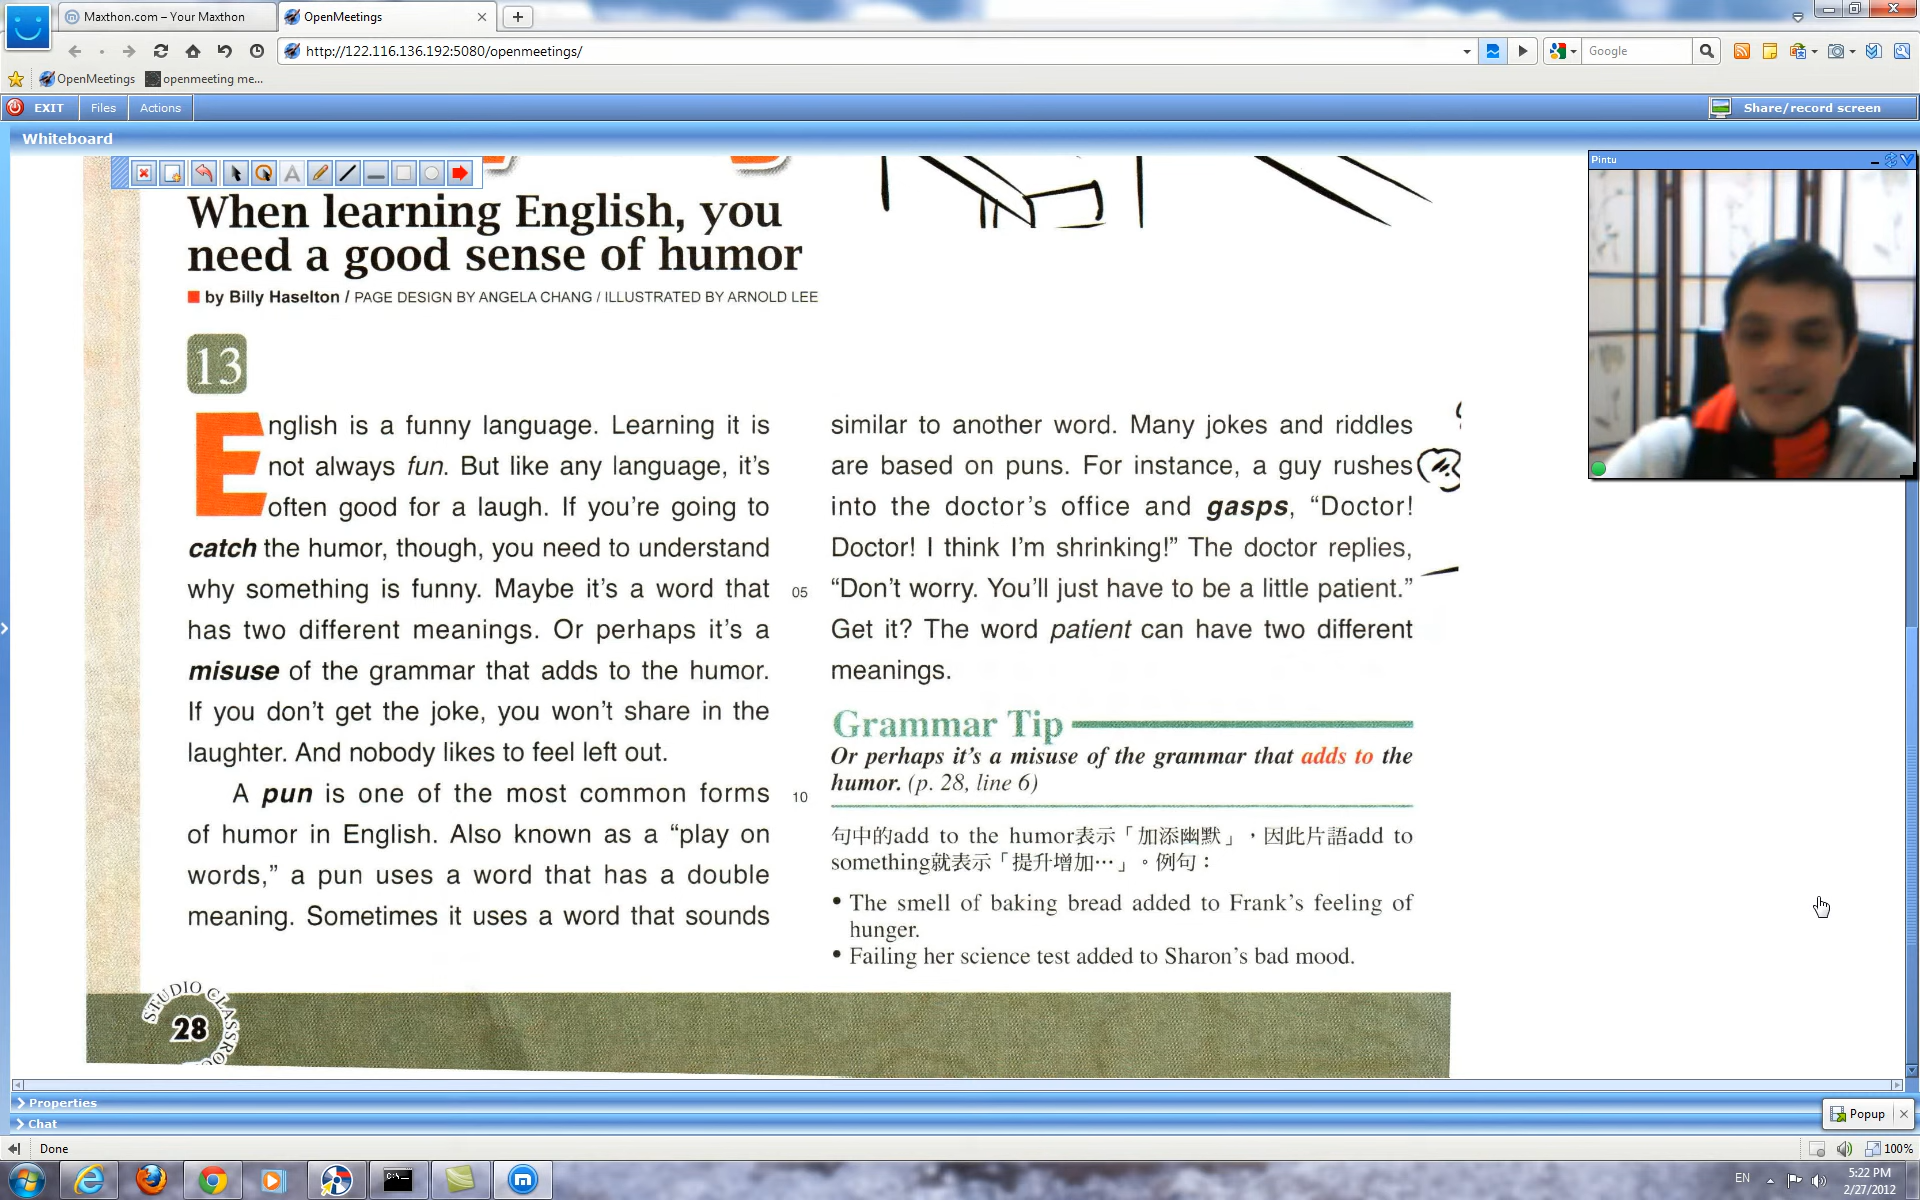 Maxthon.com – Your Maxthon
OpenMeetings
http://122.116.136.192:5080/openmeetings/
Google
OpenMeetings
openmeeting me...
EXIT
Files
Actions
Share/record screen
Whiteboard
Pintu
A
When learning English, you
need a good sense of humor
by Billy Haselton / PAGE DESIGN BY ANGELA CHANG / ILLUSTRATED BY ARNOLD LEE
13
English is a funny language. Learning it is
not always fun. But like any language, it's
often good for a laugh. If you're going to
catch the humor, though, you need to understand
why something is funny. Maybe it's a word that
has two different meanings. Or perhaps it's a
misuse of the grammar that adds to the humor.
If you don't get the joke, you won't share in the
laughter. And nobody likes to feel left out.
A pun is one of the most common forms
of humor in English. Also known as a “play on
words,” a pun uses a word that has a double
meaning. Sometimes it uses a word that sounds
05
10
similar to another word. Many jokes and riddles
are based on puns. For instance, a guy rushes
into the doctor's office and gasps, “Doctor!
Doctor! I think I'm shrinking!” The doctor replies,
“Don't worry. You'll just have to be a little patient.”
Get it? The word patient can have two different
meanings.
Grammar Tip
Or perhaps it's a misuse of the grammar that adds to the
humor. (p. 28, line 6)
句中的add to the humor表示「加添幽默」，因此片語add to
something就表示「提升增加…」。例句：
• The smell of baking bread added to Frank's feeling of
hunger.
• Failing her science test added to Sharon's bad mood.
STUDIO CLASSROO
28
Properties
Chat
Popup
Done
100%
C:\_
EN
5:22 PM
2/27/2012